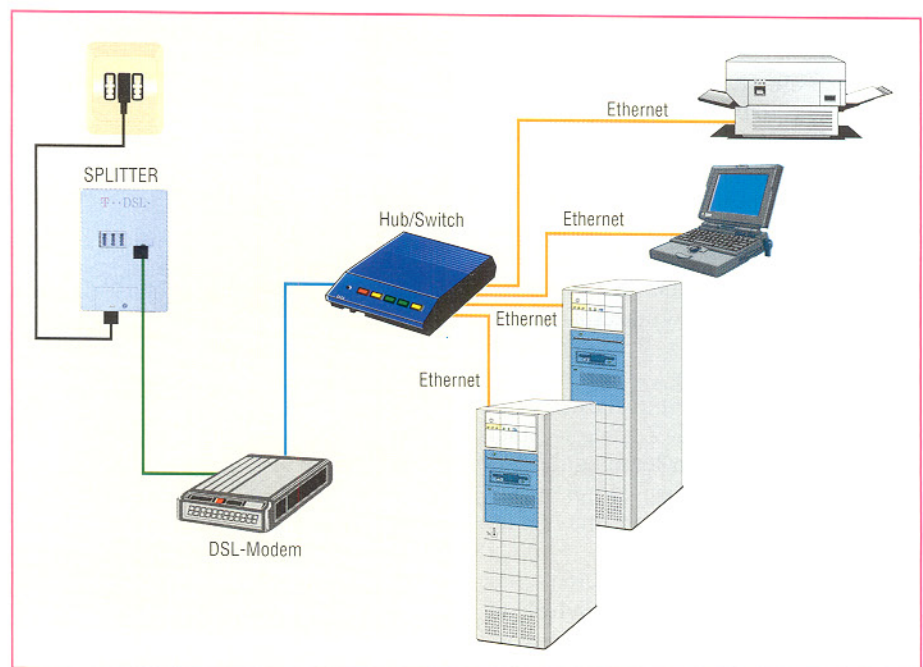 SPLITTER
T··DSL·
Hub/Switch
Ethernet
Ethernet
Ethernet
Ethernet
DSL-Modem